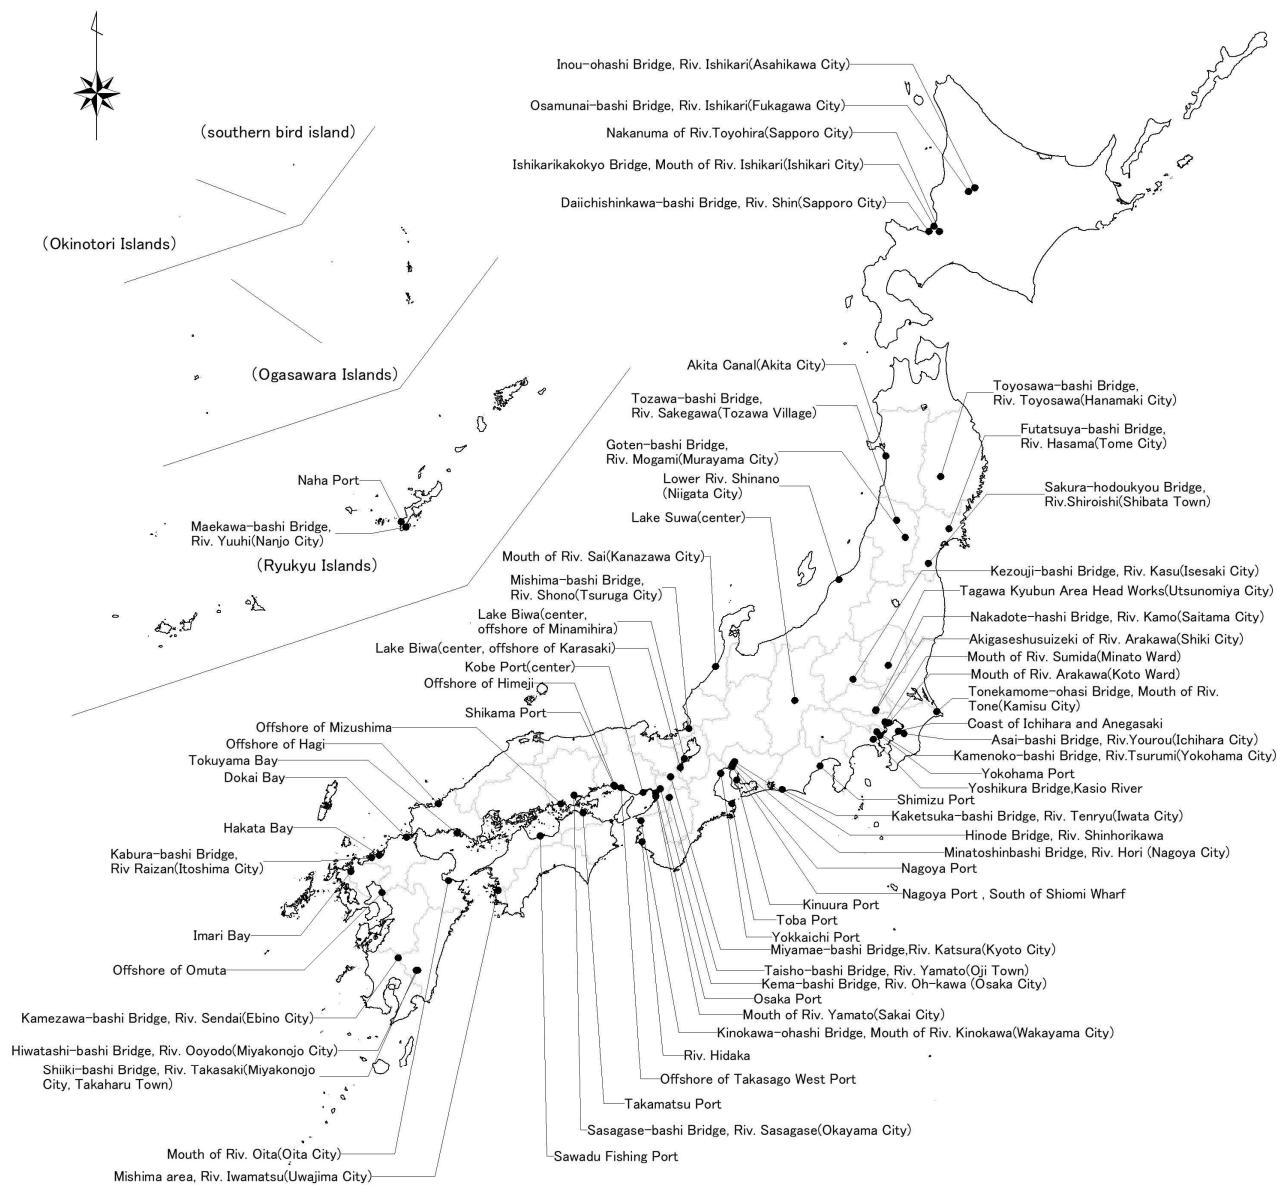 Inou-ohashi Bridge, Riv. Ishikari(Asahikawa City)
Osamunai-bashi Bridge, Riv. Ishikari(Fukagawa City)
Nakanuma of Riv.Toyohira(Sapporo City)
Ishikarikakokyo Bridge, Mouth of Riv. Ishikari(Ishikari City)
Daiichishinkawa-bashi Bridge, Riv. Shin(Sapporo City)
(southern bird island)
(Okinotori Islands)
(Ogasawara Islands)
Naha Port
Maekawa-bashi Bridge,
Riv. Yuuhi(Nanjo City)
(Ryukyu Islands)
Akita Canal(Akita City)
Tozawa-bashi Bridge,
Riv. Sakegawa(Tozawa Village)
Goten-bashi Bridge,
Riv. Mogami(Murayama City)
Lower Riv. Shinano
(Niigata City)
Lake Suwa(center)
Mouth of Riv. Sai(Kanazawa City)
Mishima-bashi Bridge,
Riv. Shono(Tsuruga City)
Lake Biwa(center,
offshore of Minamihira)
Lake Biwa(center, offshore of Karasaki)
Kobe Port(center)
Offshore of Himeji
Shikama Port
Offshore of Mizushima
Offshore of Hagi
Tokuyama Bay
Dokai Bay
Hakata Bay
Kabura-bashi Bridge,
Riv Raizan(Itoshima City)
Imari Bay
Offshore of Omuta
Kamezawa-bashi Bridge, Riv. Sendai(Ebino City)
Hiwatashi-bashi Bridge, Riv. Ooyodo(Miyakonojo City)
Shiiki-bashi Bridge, Riv. Takasaki(Miyakonojo
City, Takaharu Town)
Mouth of Riv. Oita(Oita City)
Mishima area, Riv. Iwamatsu(Uwajima City)
Toyosawa-bashi Bridge,
Riv. Toyosawa(Hanamaki City)
Futatsuya-bashi Bridge,
Riv. Hasama(Tome City)
Sakura-hodoukyou Bridge,
Riv.Shiroishi(Shibata Town)
Kezouji-bashi Bridge, Riv. Kasu(Isesaki City)
Tagawa Kyubun Area Head Works(Utsunomiya City)
Nakadote-hashi Bridge, Riv. Kamo(Saitama City)
Akigaseshusuizeki of Riv. Arakawa(Shiki City)
Mouth of Riv. Sumida(Minato Ward)
Mouth of Riv. Arakawa(Koto Ward)
Tonekamome-ohasi Bridge, Mouth of Riv.
Tone(Kamisu City)
Coast of Ichihara and Anegasaki
Asai-bashi Bridge, Riv.Yourou(Ichihara City)
Kamenoko-bashi Bridge, Riv.Tsurumi(Yokohama City)
Yokohama Port
Yoshikura Bridge,Kasio River
Shimizu Port
Kaketsuka-bashi Bridge, Riv. Tenryu(Iwata City)
Hinode Bridge, Riv. Shinhorikawa
Minatoshinbashi Bridge, Riv. Hori (Nagoya City)
Nagoya Port
Nagoya Port , South of Shiomi Wharf
Kinuura Port
Toba Port
Yokkaichi Port
Miyamae-bashi Bridge,Riv. Katsura(Kyoto City)
Taisho-bashi Bridge, Riv. Yamato(Oji Town)
Kema-bashi Bridge, Riv. Oh-kawa (Osaka City)
Osaka Port
Mouth of Riv. Yamato(Sakai City)
Kinokawa-ohashi Bridge, Mouth of Riv. Kinokawa(Wakayama City)
Riv. Hidaka
Offshore of Takasago West Port
Takamatsu Port
Sasagase-bashi Bridge, Riv. Sasagase(Okayama City)
Sawadu Fishing Port